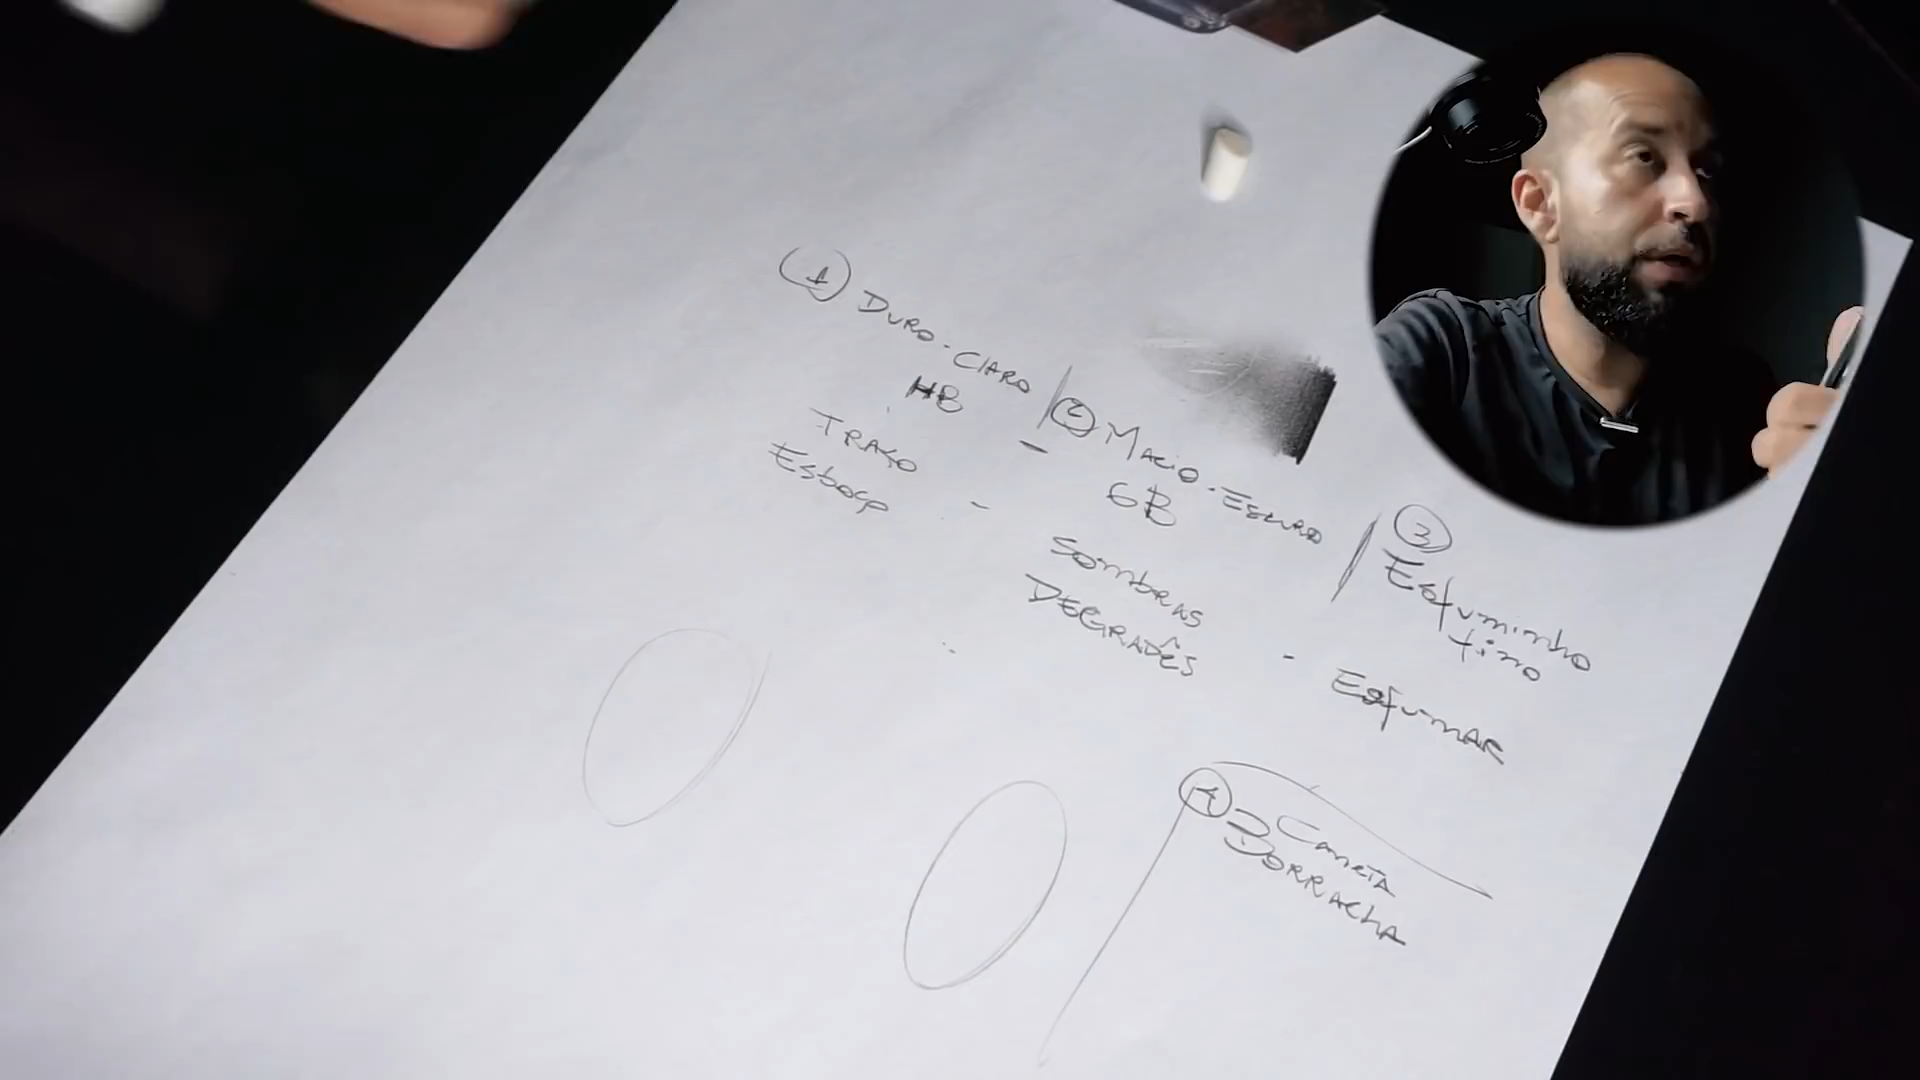 1 DURO - CLARO
HB
TRAÇO
Esboço
2 MACIO - ESCURO
6B
SOMBRAS
DEGRADÊS
3
Esfuminho
fino
Esfumar
4 CANETA
BORRACHA